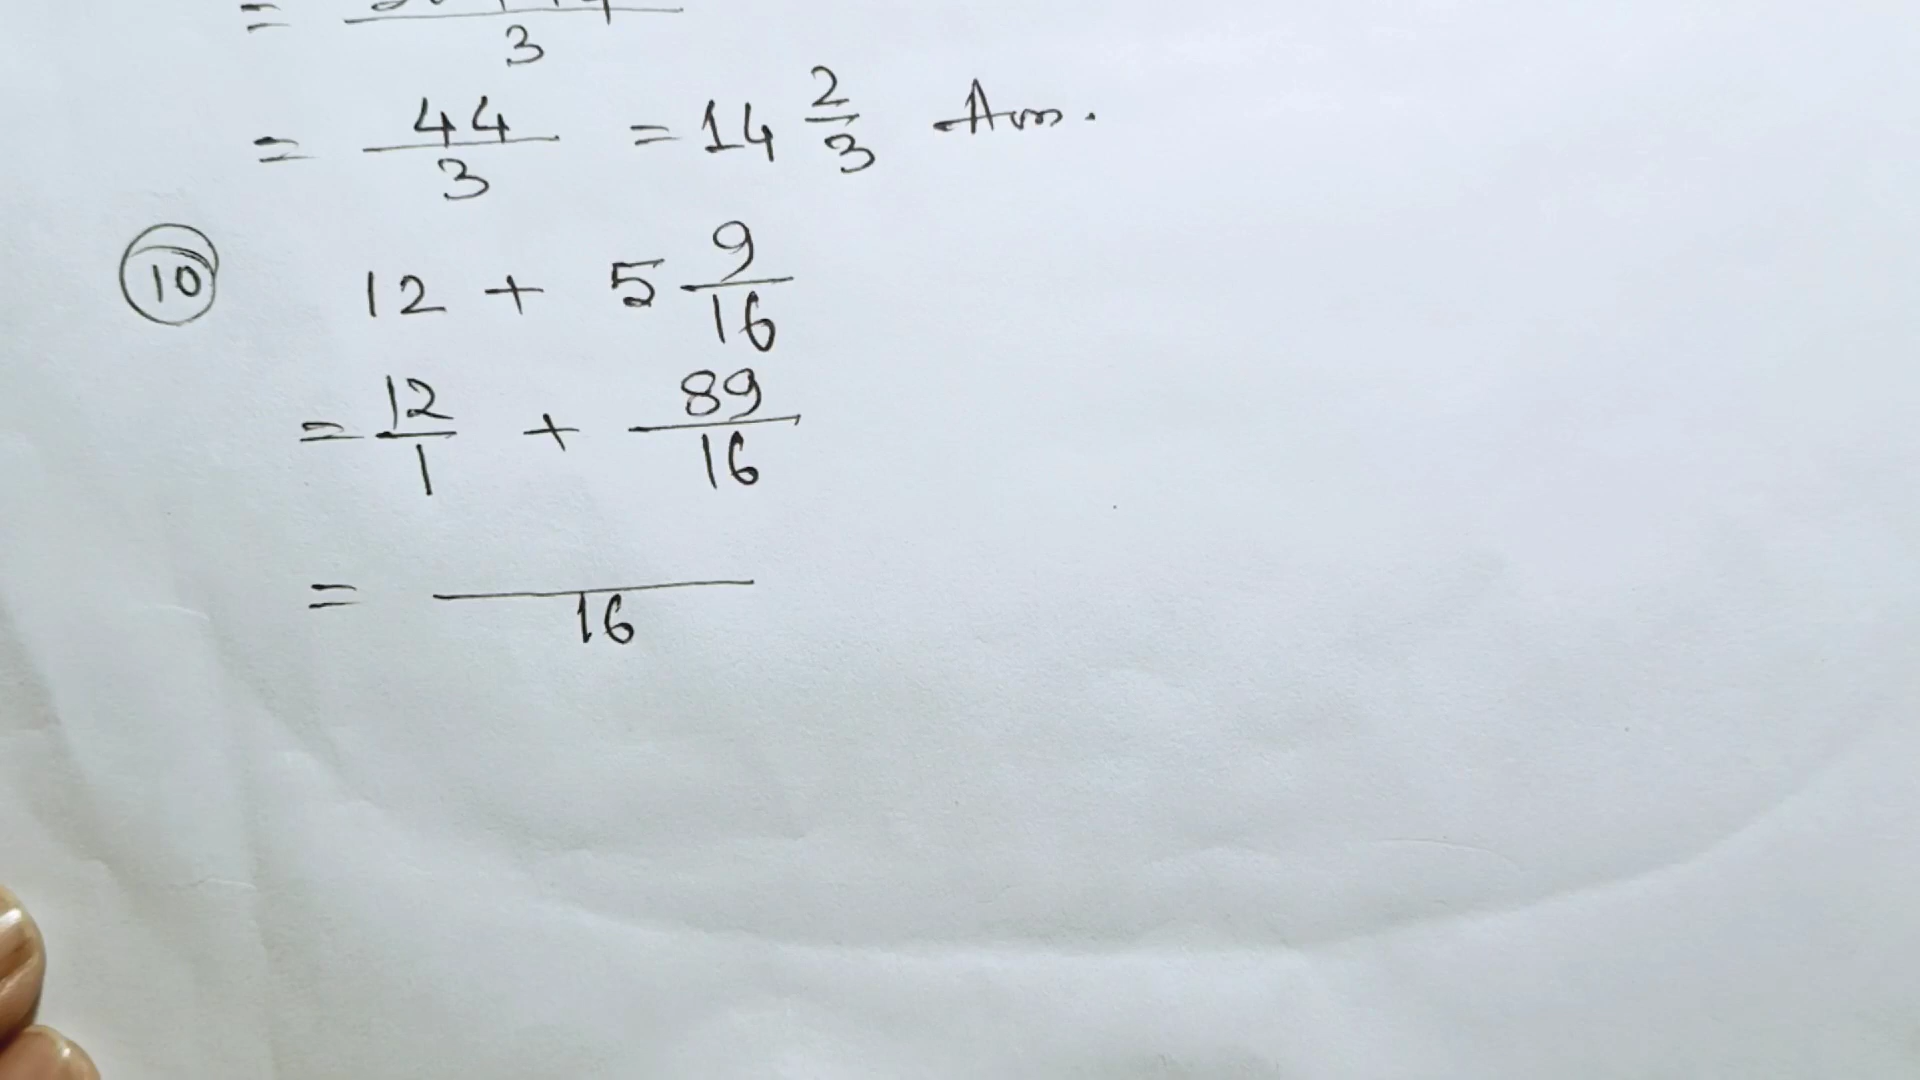 = 3
= 44/3 = 14 2/3 Ans.
10 12 + 5 9/16
= 12/1 + 89/16
= /16